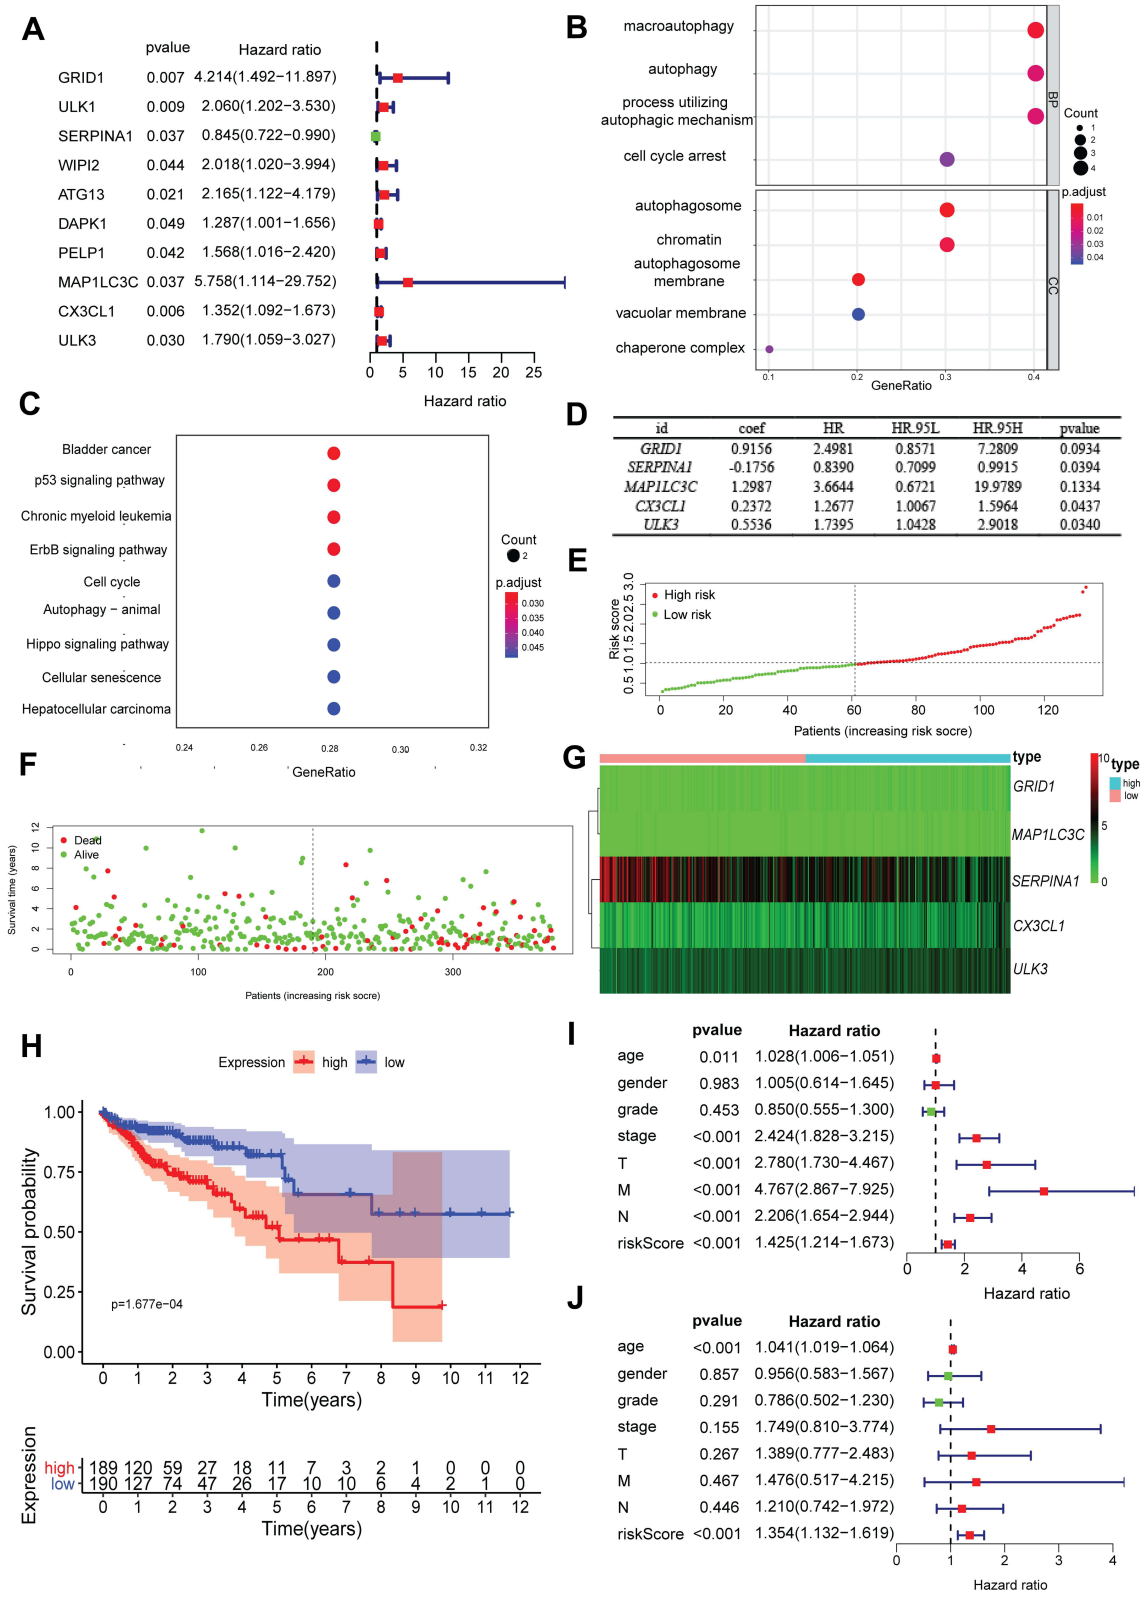 A
pvalue Hazard ratio
GRID1 0.007 4.214(1.492−11.897)
ULK1 0.009 2.060(1.202−3.530)
SERPINA1 0.037 0.845(0.722−0.990)
WIPI2 0.044 2.018(1.020−3.994)
ATG13 0.021 2.165(1.122−4.179)
DAPK1 0.049 1.287(1.001−1.656)
PELP1 0.042 1.568(1.016−2.420)
MAP1LC3C 0.037 5.758(1.114−29.752)
CX3CL1 0.006 1.352(1.092−1.673)
ULK3 0.030 1.790(1.059−3.027)
0 5 10 15 20 25
Hazard ratio
B
macroautophagy
autophagy
process utilizing
autophagic mechanism
cell cycle arrest
BP
autophagosome
chromatin
autophagosome
membrane
vacuolar membrane
chaperone complex
CC
0.1 0.2 0.3 0.4
GeneRatio
Count
1
2
3
4
p.adjust
0.01
0.02
0.03
0.04
C
Bladder cancer
p53 signaling pathway
Chronic myeloid leukemia
ErbB signaling pathway
Cell cycle
Autophagy − animal
Hippo signaling pathway
Cellular senescence
Hepatocellular carcinoma
0.24 0.26 0.28 0.30 0.32
GeneRatio
Count
2
p.adjust
0.030
0.035
0.040
0.045
D
id coef HR HR.95L HR.95H pvalue
GRID1 0.9156 2.4981 0.8571 7.2809 0.0934
SERPINA1 -0.1756 0.8390 0.7099 0.9915 0.0394
MAP1LC3C 1.2987 3.6644 0.6721 19.9789 0.1334
CX3CL1 0.2372 1.2677 1.0067 1.5964 0.0437
ULK3 0.5536 1.7395 1.0428 2.9018 0.0340
E
Risk score
0.5 1.0 1.5 2.0 2.5 3.0
High risk
Low risk
0 20 40 60 80 100 120
Patients (increasing risk socre)
F
Survival time (years)
12
10
8
6
4
2
0
Dead
Alive
0 100 200 300
Patients (increasing risk socre)
G
type
GRID1
MAP1LC3C
SERPINA1
CX3CL1
ULK3
10
5
0
type
high
low
H
Expression high low
Survival probability
1.00
0.75
0.50
0.25
0.00
p=1.677e−04
0 1 2 3 4 5 6 7 8 9 10 11 12
Time(years)
Expression
high 189 120 59 27 18 11 7 3 2 1 0 0 0
low 190 127 74 47 26 17 10 10 6 4 2 1 0
0 1 2 3 4 5 6 7 8 9 10 11 12
Time(years)
I
pvalue Hazard ratio
age 0.011 1.028(1.006−1.051)
gender 0.983 1.005(0.614−1.645)
grade 0.453 0.850(0.555−1.300)
stage <0.001 2.424(1.828−3.215)
T <0.001 2.780(1.730−4.467)
M <0.001 4.767(2.867−7.925)
N <0.001 2.206(1.654−2.944)
riskScore <0.001 1.425(1.214−1.673)
0 2 4 6
Hazard ratio
J
pvalue Hazard ratio
age <0.001 1.041(1.019−1.064)
gender 0.857 0.956(0.583−1.567)
grade 0.291 0.786(0.502−1.230)
stage 0.155 1.749(0.810−3.774)
T 0.267 1.389(0.777−2.483)
M 0.467 1.476(0.517−4.215)
N 0.446 1.210(0.742−1.972)
riskScore <0.001 1.354(1.132−1.619)
0 1 2 3 4
Hazard ratio